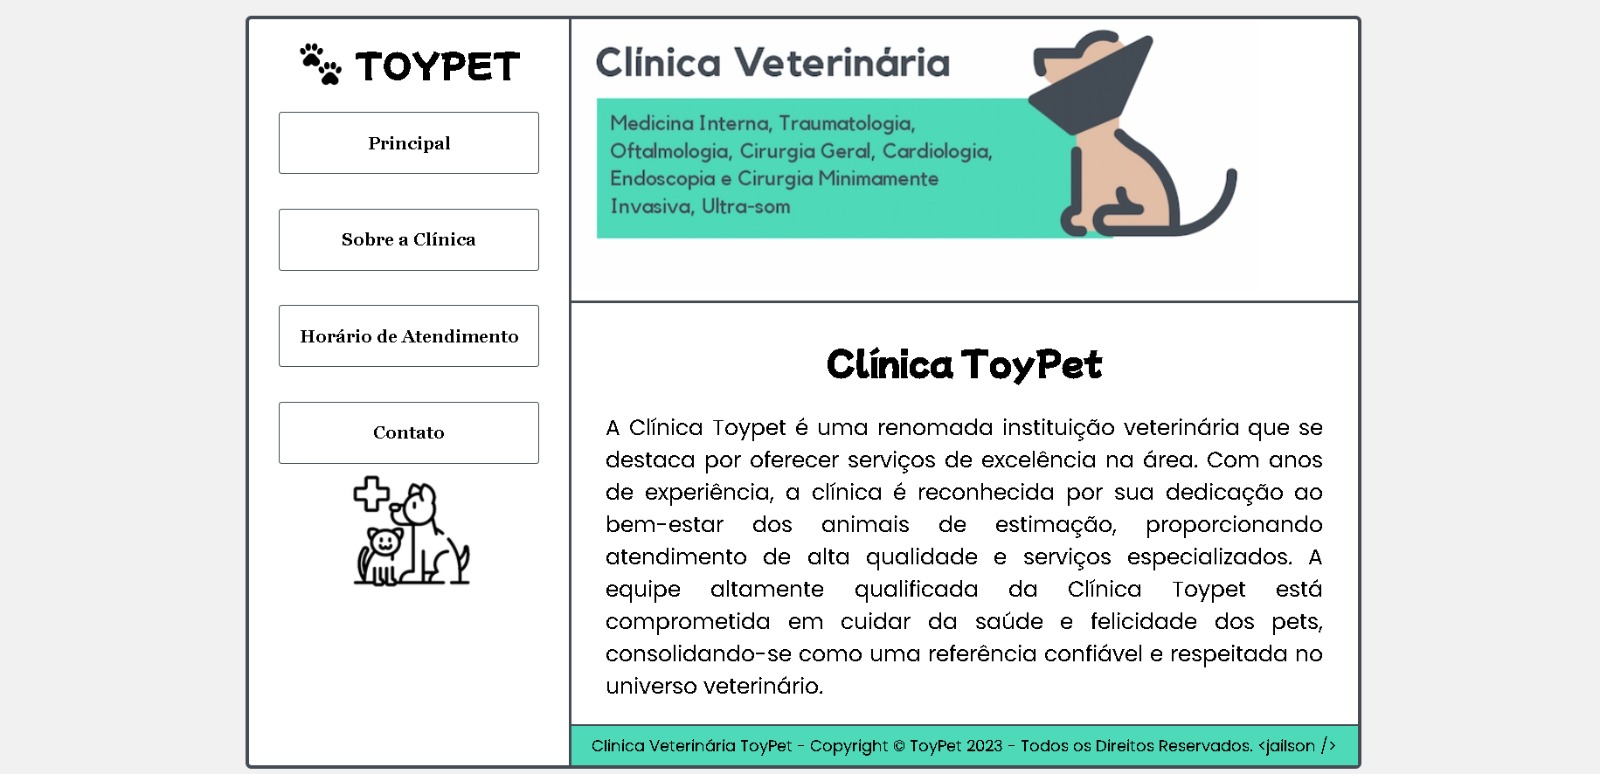 TOYPET
Principal
Sobre a Clínica
Horário de Atendimento
Contato
Clínica Veterinária
Medicina Interna, Traumatologia,
Oftalmologia, Cirurgia Geral, Cardiologia,
Endoscopia e Cirurgia Minimamente
Invasiva, Ultra-som
Clínica ToyPet
A Clínica Toypet é uma renomada instituição veterinária que se
destaca por oferecer serviços de excelência na área. Com anos
de experiência, a clínica é reconhecida por sua dedicação ao
bem-estar dos animais de estimação, proporcionando
atendimento de alta qualidade e serviços especializados. A
equipe altamente qualificada da Clínica Toypet está
comprometida em cuidar da saúde e felicidade dos pets,
consolidando-se como uma referência confiável e respeitada no
universo veterinário.
Clinica Veterinária ToyPet - Copyright © ToyPet 2023 - Todos os Direitos Reservados. <jailson />